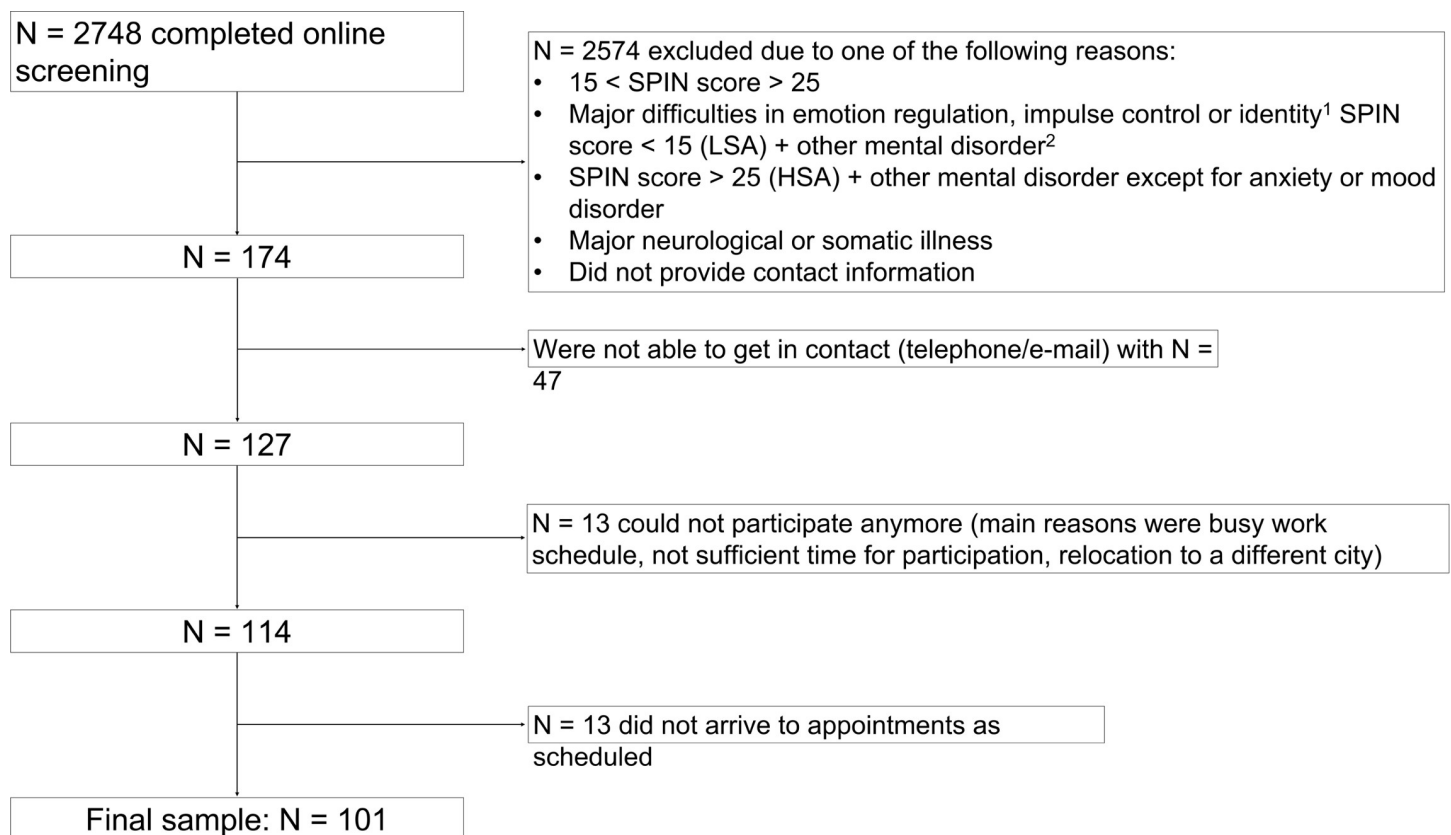 N = 2748 completed online
screening
N = 2574 excluded due to one of the following reasons:
• 15 < SPIN score > 25
• Major difficulties in emotion regulation, impulse control or identity¹ SPIN
score < 15 (LSA) + other mental disorder²
• SPIN score > 25 (HSA) + other mental disorder except for anxiety or mood
disorder
• Major neurological or somatic illness
• Did not provide contact information
N = 174
Were not able to get in contact (telephone/e-mail) with N =
47
N = 127
N = 13 could not participate anymore (main reasons were busy work
schedule, not sufficient time for participation, relocation to a different city)
N = 114
N = 13 did not arrive to appointments as
scheduled
Final sample: N = 101